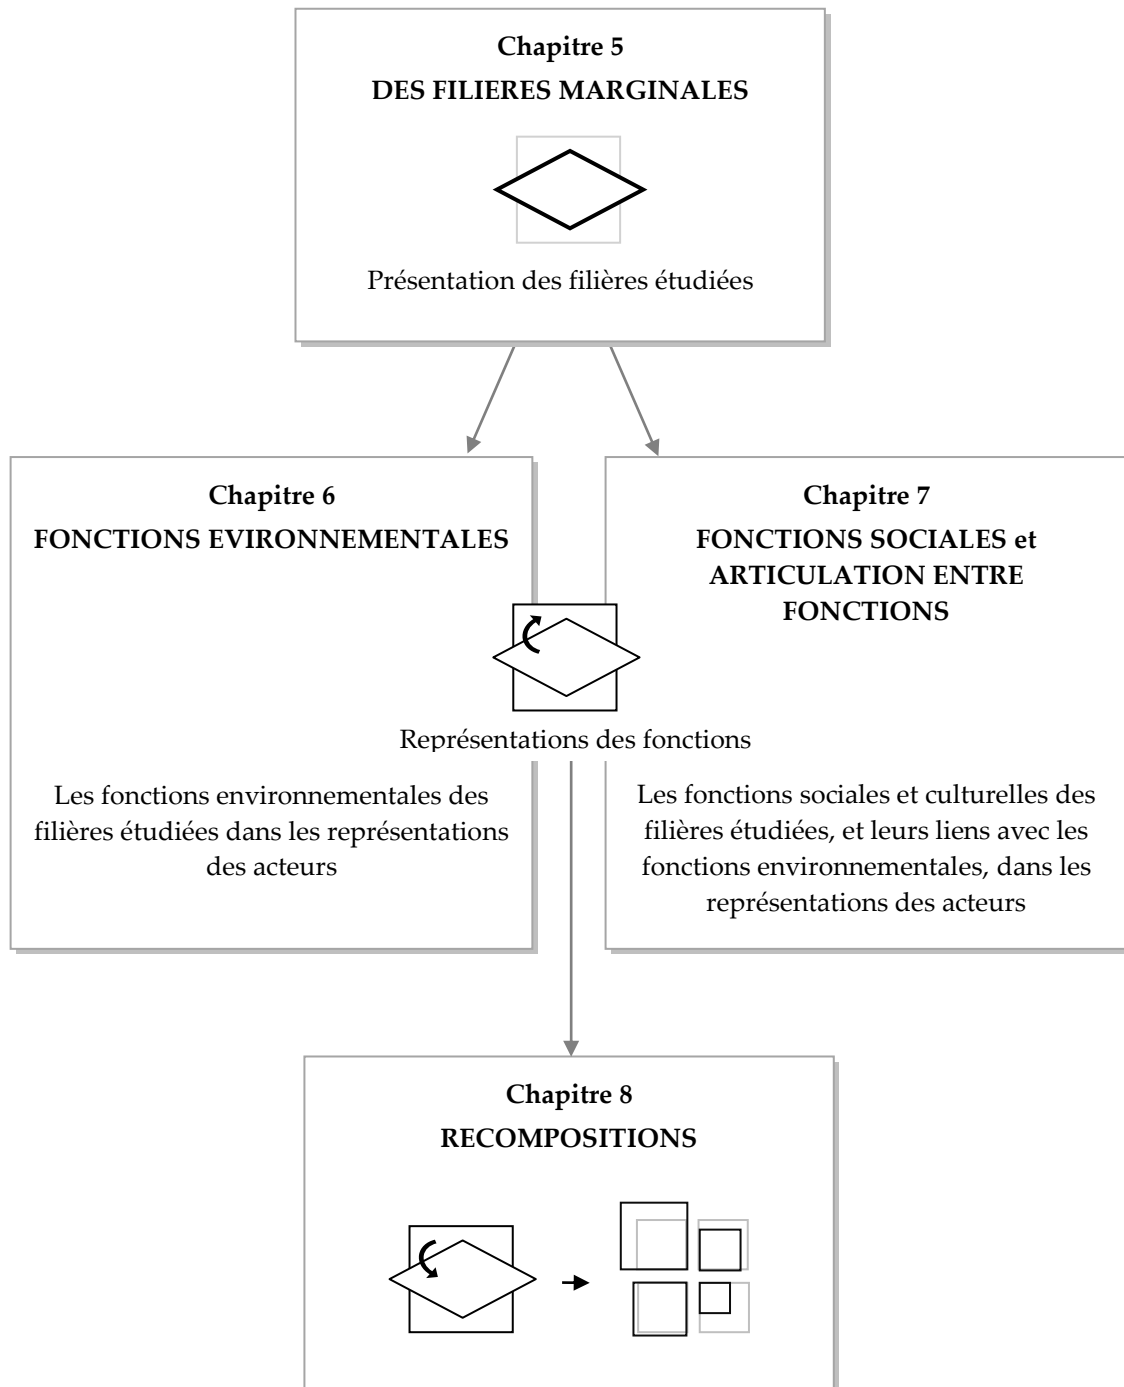 Chapitre 5
DES FILIERES MARGINALES
Présentation des filières étudiées
Chapitre 6
FONCTIONS EVIRONNEMENTALES
Chapitre 7
FONCTIONS SOCIALES et
ARTICULATION ENTRE
FONCTIONS
Représentations des fonctions
Les fonctions environnementales des
filières étudiées dans les représentations
des acteurs
Les fonctions sociales et culturelles des
filières étudiées, et leurs liens avec les
fonctions environnementales, dans les
représentations des acteurs
Chapitre 8
RECOMPOSITIONS